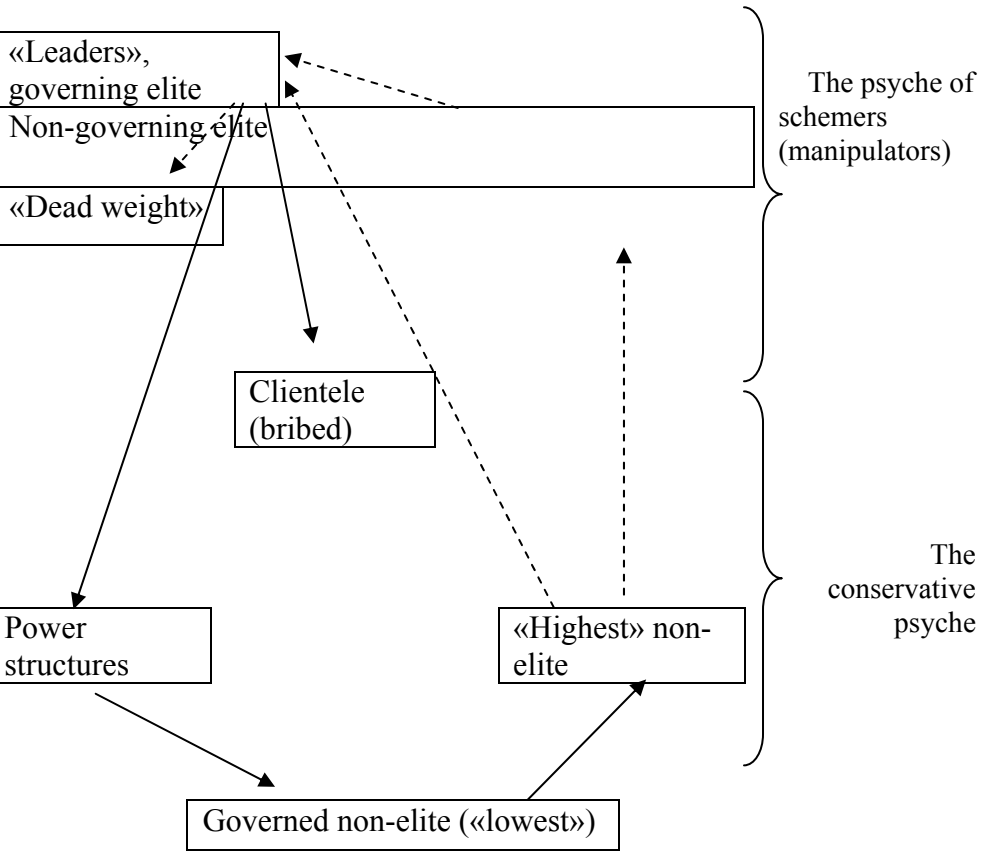 «Leaders»,
governing elite
Non-governing elite
«Dead weight»
The psyche of
schemers
(manipulators)
Clientele
(bribed)
The
conservative
psyche
Power
structures
«Highest» non-
elite
Governed non-elite («lowest»)